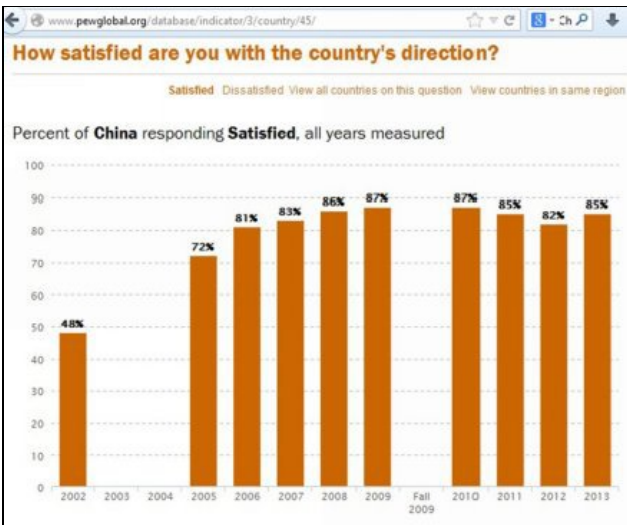 www.pewglobal.org/database/indicator/3/country/45/
8 - Ch
How satisfied are you with the country's direction?
Satisfied Dissatisfied View all countries on this question View countries in same region
Percent of China responding Satisfied, all years measured
100
90
80
70
60
50
40
30
20
10
0
48% 72% 81% 83% 86% 87% 87% 85% 82% 85%
2002 2003 2004 2005 2006 2007 2008 2009 Fall 2010 2011 2012 2013
2009